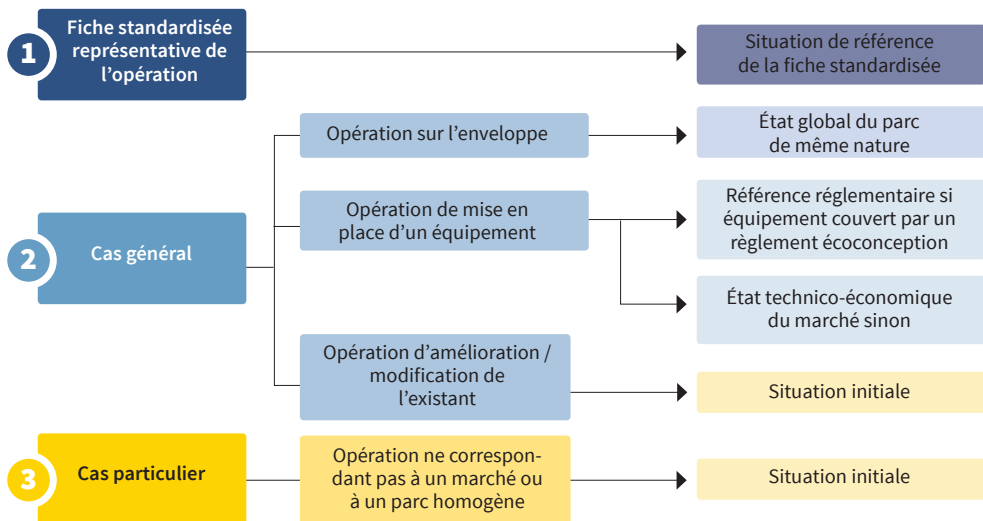 1
Fiche standardisée
représentative de
l'opération
Situation de référence
de la fiche standardisée
2
Cas général
Opération sur l'enveloppe
État global du parc
de même nature
Opération de mise en
place d'un équipement
Référence réglementaire si
équipement couvert par un
règlement écoconception
État technico-économique
du marché sinon
Opération d'amélioration /
modification de
l'existant
Situation initiale
3
Cas particulier
Opération ne correspon-
dant pas à un marché ou
à un parc homogène
Situation initiale